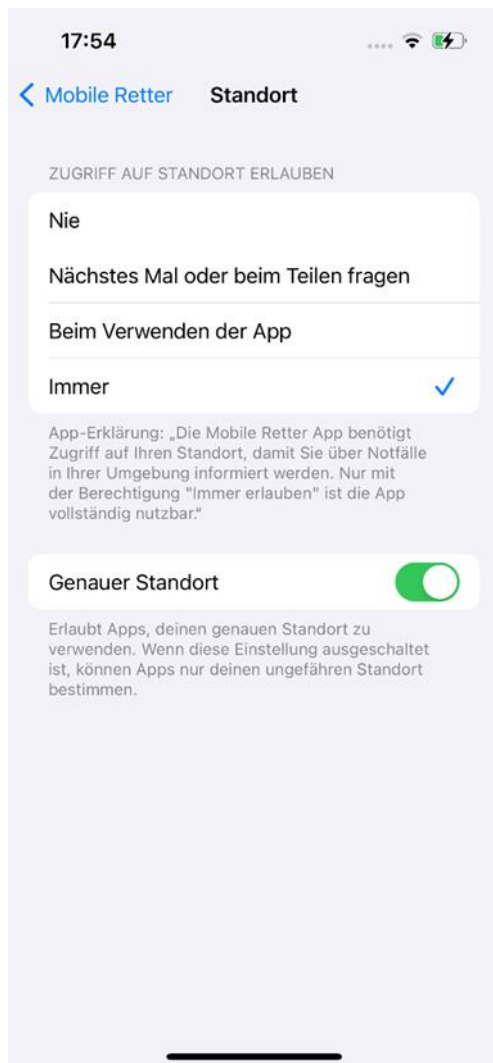 17:54
Mobile Retter
Standort
ZUGRIFF AUF STANDORT ERLAUBEN
Nie
Nächstes Mal oder beim Teilen fragen
Beim Verwenden der App
Immer
App-Erklärung: „Die Mobile Retter App benötigt
Zugriff auf Ihren Standort, damit Sie über Notfälle
in Ihrer Umgebung informiert werden. Nur mit
der Berechtigung "Immer erlauben" ist die App
vollständig nutzbar.“
Genauer Standort
Erlaubt Apps, deinen genauen Standort zu
verwenden. Wenn diese Einstellung ausgeschaltet
ist, können Apps nur deinen ungefähren Standort
bestimmen.